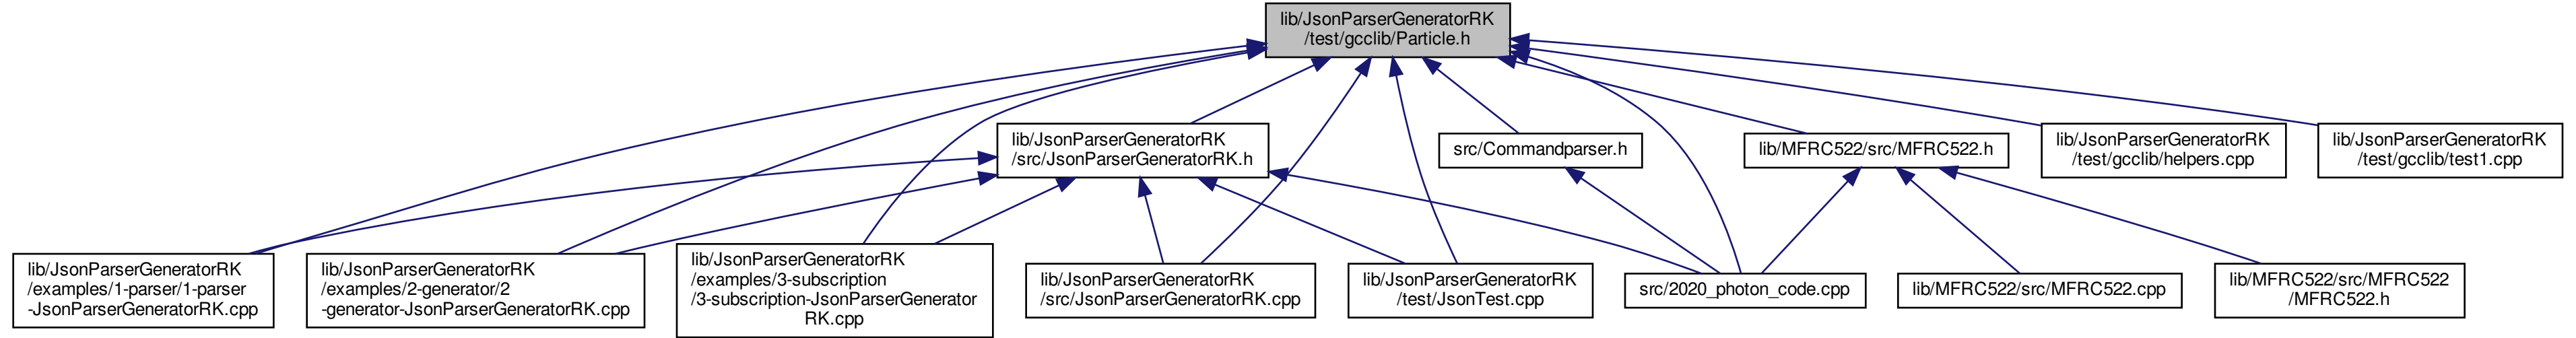 lib/JsonParserGeneratorRK
/test/gcclib/Particle.h
lib/JsonParserGeneratorRK
/src/JsonParserGeneratorRK.h
src/Commandparser.h
lib/MFRC522/src/MFRC522.h
lib/JsonParserGeneratorRK
/test/gcclib/helpers.cpp
lib/JsonParserGeneratorRK
/test/gcclib/test1.cpp
lib/JsonParserGeneratorRK
/examples/1-parser/1-parser
-JsonParserGeneratorRK.cpp
lib/JsonParserGeneratorRK
/examples/2-generator/2
-generator-JsonParserGeneratorRK.cpp
lib/JsonParserGeneratorRK
/examples/3-subscription
/3-subscription-JsonParserGenerator
RK.cpp
lib/JsonParserGeneratorRK
/src/JsonParserGeneratorRK.cpp
lib/JsonParserGeneratorRK
/test/JsonTest.cpp
src/2020_photon_code.cpp
lib/MFRC522/src/MFRC522.cpp
lib/MFRC522/src/MFRC522
/MFRC522.h